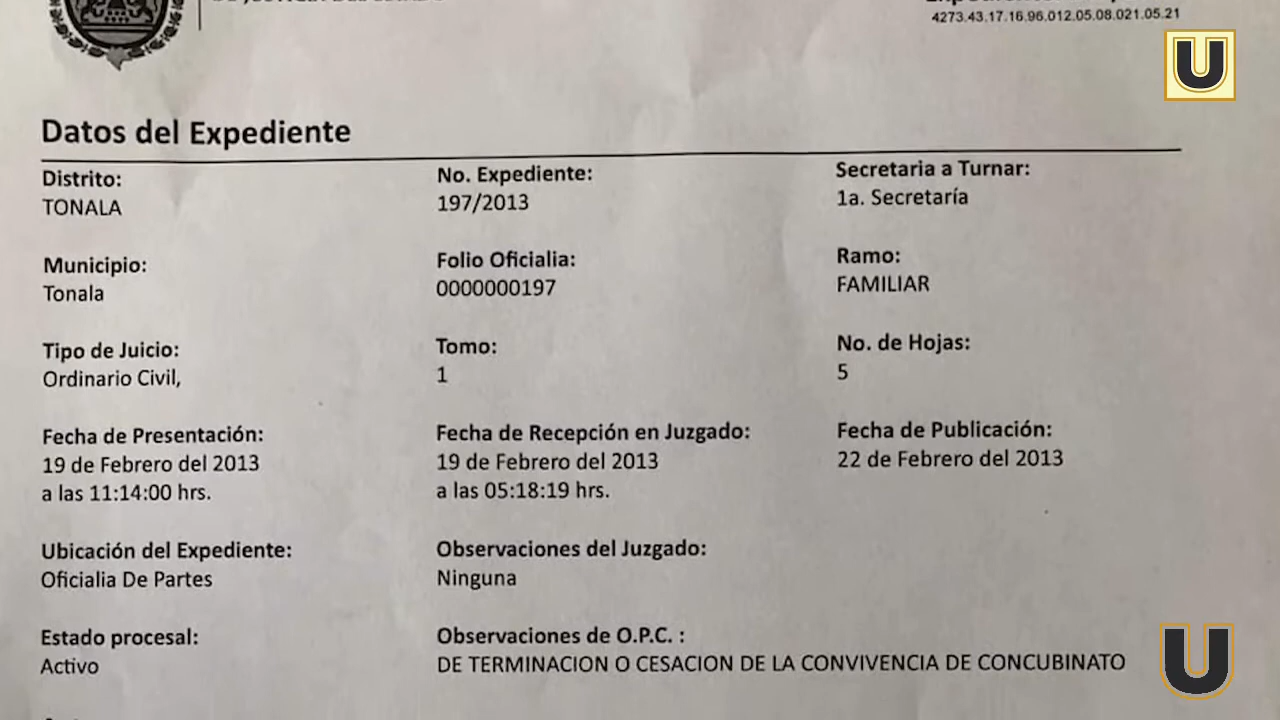 4273.43.17.16.96.012.05.08.021.05.21
U
Datos del Expediente
Distrito:
TONALA
No. Expediente:
197/2013
Secretaria a Turnar:
1a. Secretaría
Municipio:
Tonala
Folio Oficialia:
0000000197
Ramo:
FAMILIAR
Tipo de Juicio:
Ordinario Civil,
Tomo:
1
No. de Hojas:
5
Fecha de Presentación:
19 de Febrero del 2013
a las 11:14:00 hrs.
Fecha de Recepción en Juzgado:
19 de Febrero del 2013
a las 05:18:19 hrs.
Fecha de Publicación:
22 de Febrero del 2013
Ubicación del Expediente:
Oficialia De Partes
Observaciones del Juzgado:
Ninguna
Estado procesal:
Activo
Observaciones de O.P.C. :
DE TERMINACION O CESACION DE LA CONVIVENCIA DE CONCUBINATO
U